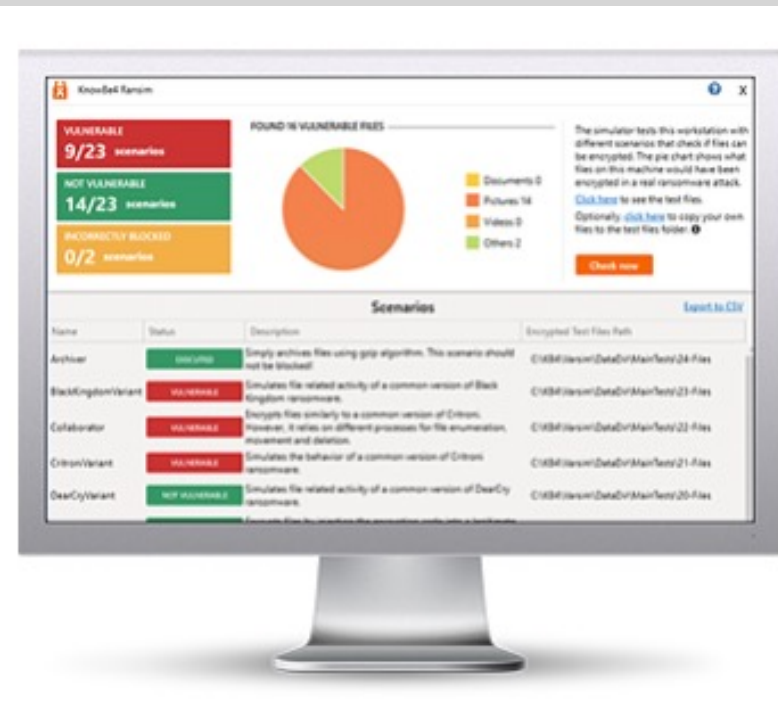 KnowBe4 Ransim
VULNERABLE
9/23 scenarios
NOT VULNERABLE
14/23 scenarios
INCORRECTLY BLOCKED
0/2 scenarios
FOUND 16 VULNERABLE FILES
Documents 0
Pictures 14
Videos 0
Others 2
The simulator tests this workstation with
different scenarios that check if files can
be encrypted. The pie chart shows what
files on this machine would have been
encrypted in a real ransomware attack.
Click here to see the test files.
Optionally, click here to copy your own
files to the test files folder.
Check now
Scenarios
Export to CSV
Name Status Description Encrypted Test Files Path
Archiver EXECUTED Simply archives files using gzip algorithm. This scenario should
not be blocked!
BlackKingdomVariant VULNERABLE Simulates file related activity of a common version of Black
Kingdom ransomware.
Collaborator VULNERABLE Encrypts files similarly to a common version of Critroni.
However, it relies on different processes for file enumeration,
movement and deletion.
CritroniVariant VULNERABLE Simulates the behavior of a common version of Critroni
ransomware.
DearCryVariant NOT VULNERABLE Simulates file related activity of a common version of DearCry
ransomware.